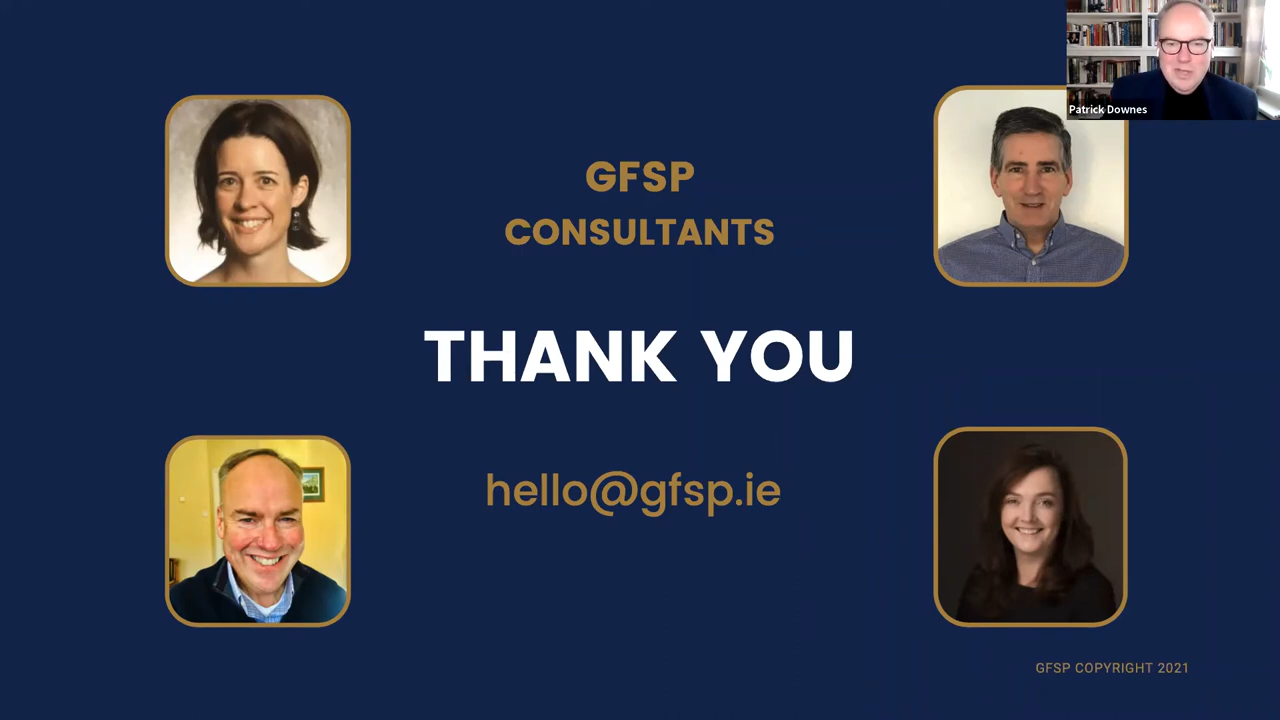 Patrick Downes
GFSP
CONSULTANTS
THANK YOU
hello@gfsp.ie
GFSP COPYRIGHT 2021